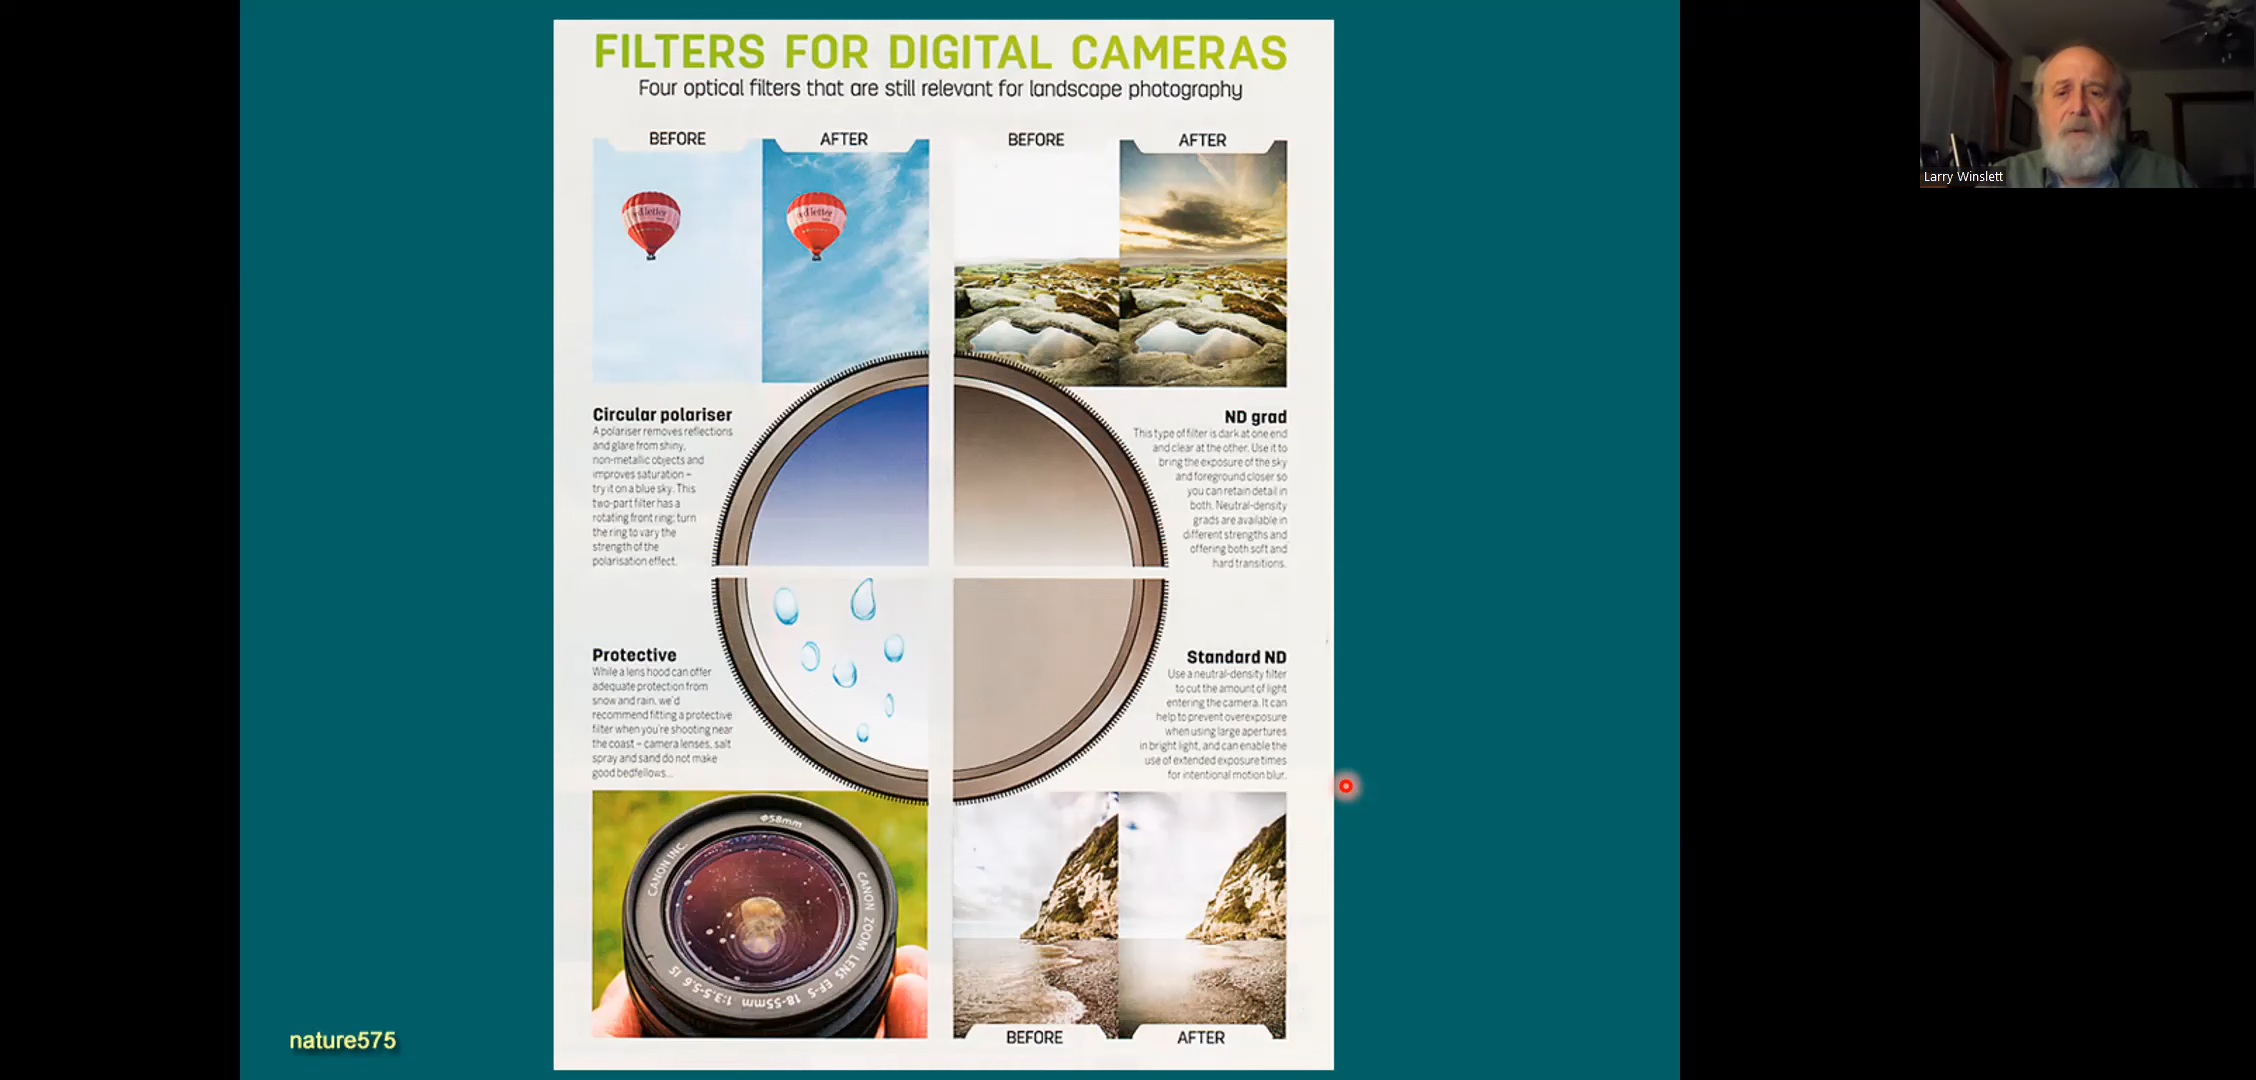 FILTERS FOR DIGITAL CAMERAS
Four optical filters that are still relevant for landscape photography
BEFORE
AFTER
BEFORE
AFTER
red letter
red letter
Circular polariser
A polariser removes reflections
and glare from shiny,
non-metallic objects and
improves saturation –
try it on a blue sky. This
two-part filter has a
rotating front ring; turn
the ring to vary the
strength of the
polarisation effect.
ND grad
This type of filter is dark at one end
and clear at the other. Use it to
bring the exposure of the sky
and foreground closer so
you can retain detail in
both. Neutral-density
grads are available in
different strengths and
offering both soft and
hard transitions.
Protective
While a lens hood can offer
adequate protection from
snow and rain, we'd
recommend fitting a protective
filter when you're shooting near
the coast – camera lenses, salt
spray and sand do not make
good bedfellows...
Standard ND
Use a neutral-density filter
to cut the amount of light
entering the camera. It can
help to prevent overexposure
when using large apertures
in bright light, and can enable the
use of extended exposure times
for intentional motion blur.
Φ58mm
CANON INC.
CANON ZOOM LENS EF-S 18-55mm 1:3.5-5.6 IS
BEFORE
AFTER
nature575
Larry Winslett